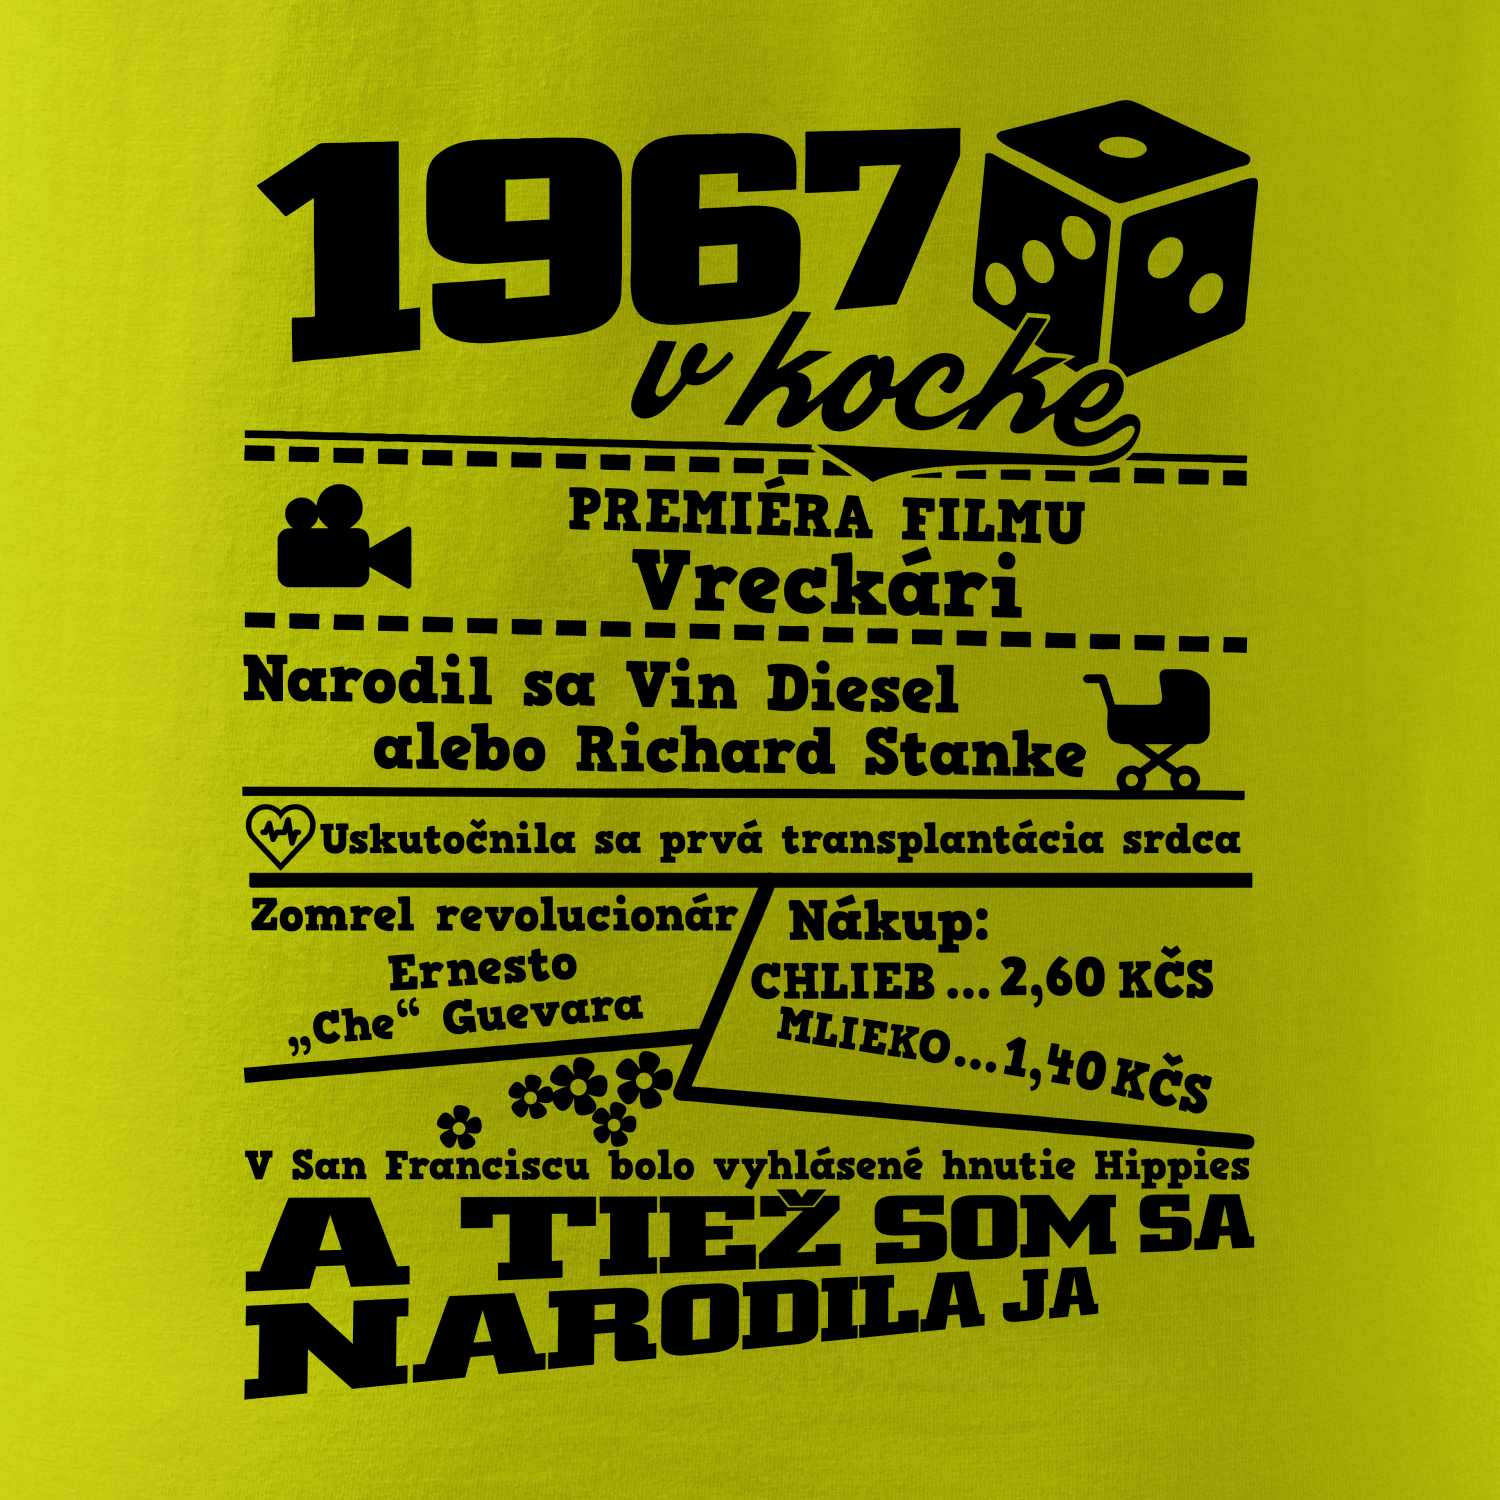 1967
v kocke
PREMIÉRA FILMU
Vreckári
Narodil sa Vin Diesel
alebo Richard Stanke
Uskutočnila sa prvá transplantácia srdca
Zomrel revolucionár
Ernesto
„Che“ Guevara
Nákup:
CHLIEB ... 2,60 KČS
MLIEKO... 1,40 KČS
V San Franciscu bolo vyhlásené hnutie Hippies
A TIEŽ SOM SA
NARODILA JA